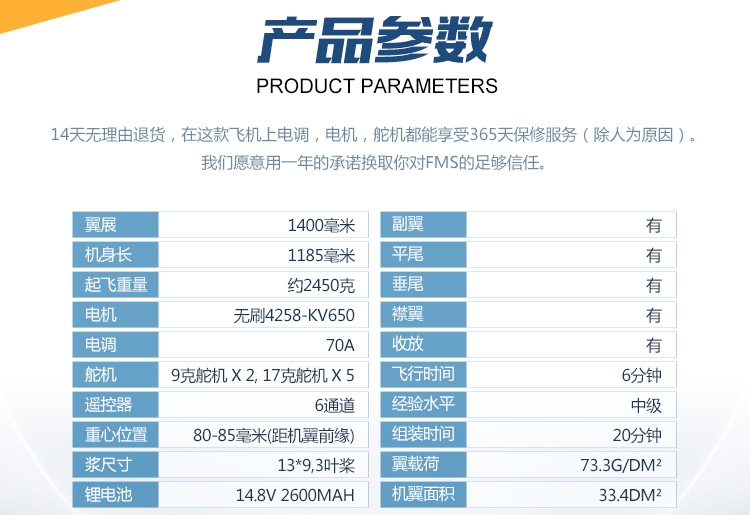 产品参数
PRODUCT PARAMETERS
14天无理由退货，在这款飞机上电调，电机，舵机都能享受365天保修服务（除人为原因）。
我们愿意用一年的承诺换取你对FMS的足够信任。
翼展 1400毫米
机身长 1185毫米
起飞重量 约2450克
电机 无刷4258-KV650
电调 70A
舵机 9克舵机 X 2, 17克舵机 X 5
遥控器 6通道
重心位置 80-85毫米(距机翼前缘)
浆尺寸 13*9,3叶桨
锂电池 14.8V 2600MAH
副翼 有
平尾 有
垂尾 有
襟翼 有
收放 有
飞行时间 6分钟
经验水平 中级
组装时间 20分钟
翼载荷 73.3G/DM²
机翼面积 33.4DM²